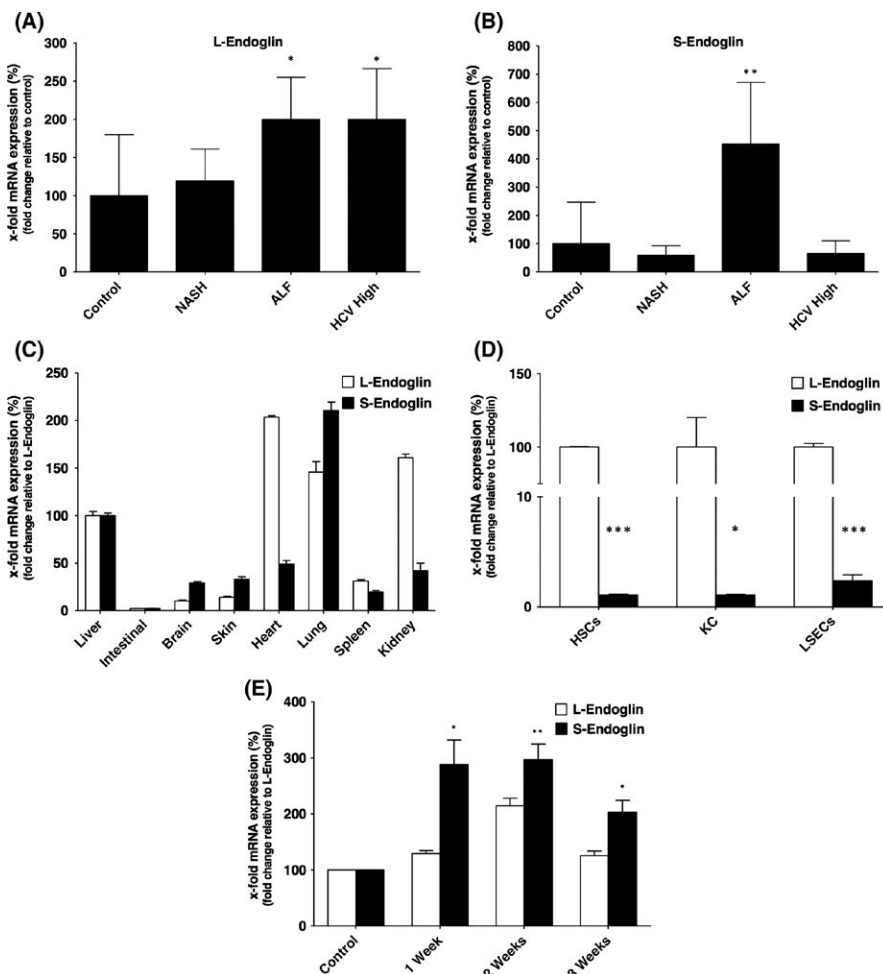 (A)
L-Endoglin
x-fold mRNA expression (%)
(fold change relative to control)
300
250
200
150
100
50
0
*
*
Control
NASH
ALF
HCV High
(B)
S-Endoglin
x-fold mRNA expression (%)
(fold change relative to control)
800
700
600
500
400
300
200
100
0
**
Control
NASH
ALF
HCV High
(C)
x-fold mRNA expression (%)
(fold change relative to L-Endoglin)
250
200
150
100
50
0
L-Endoglin
S-Endoglin
Liver
Intestinal
Brain
Skin
Heart
Lung
Spleen
Kidney
(D)
x-fold mRNA expression (%)
(fold change relative to L-Endoglin)
150
100
10
0
L-Endoglin
S-Endoglin
***
*
***
HSCs
KC
LSECs
(E)
x-fold mRNA expression (%)
(fold change relative to L-Endoglin)
400
300
200
100
0
L-Endoglin
S-Endoglin
*
**
*
Control
1 Week
2 Weeks
3 Weeks